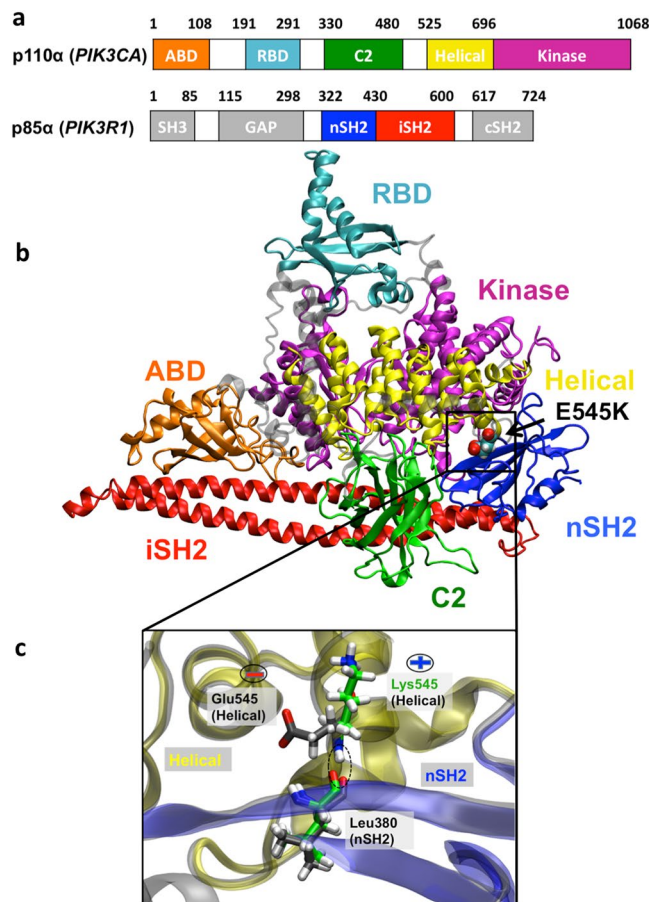 a
1 108 191 291 330 480 525 696 1068
p110α (PIK3CA) ABD RBD C2 Helical Kinase
1 85 115 298 322 430 600 617 724
p85α (PIK3R1) SH3 GAP nSH2 iSH2 cSH2
RBD
b
Kinase
ABD
Helical
E545K
iSH2
nSH2
C2
c
Glu545
(Helical)
Lys545
(Helical)
Helical
nSH2
Leu380
(nSH2)